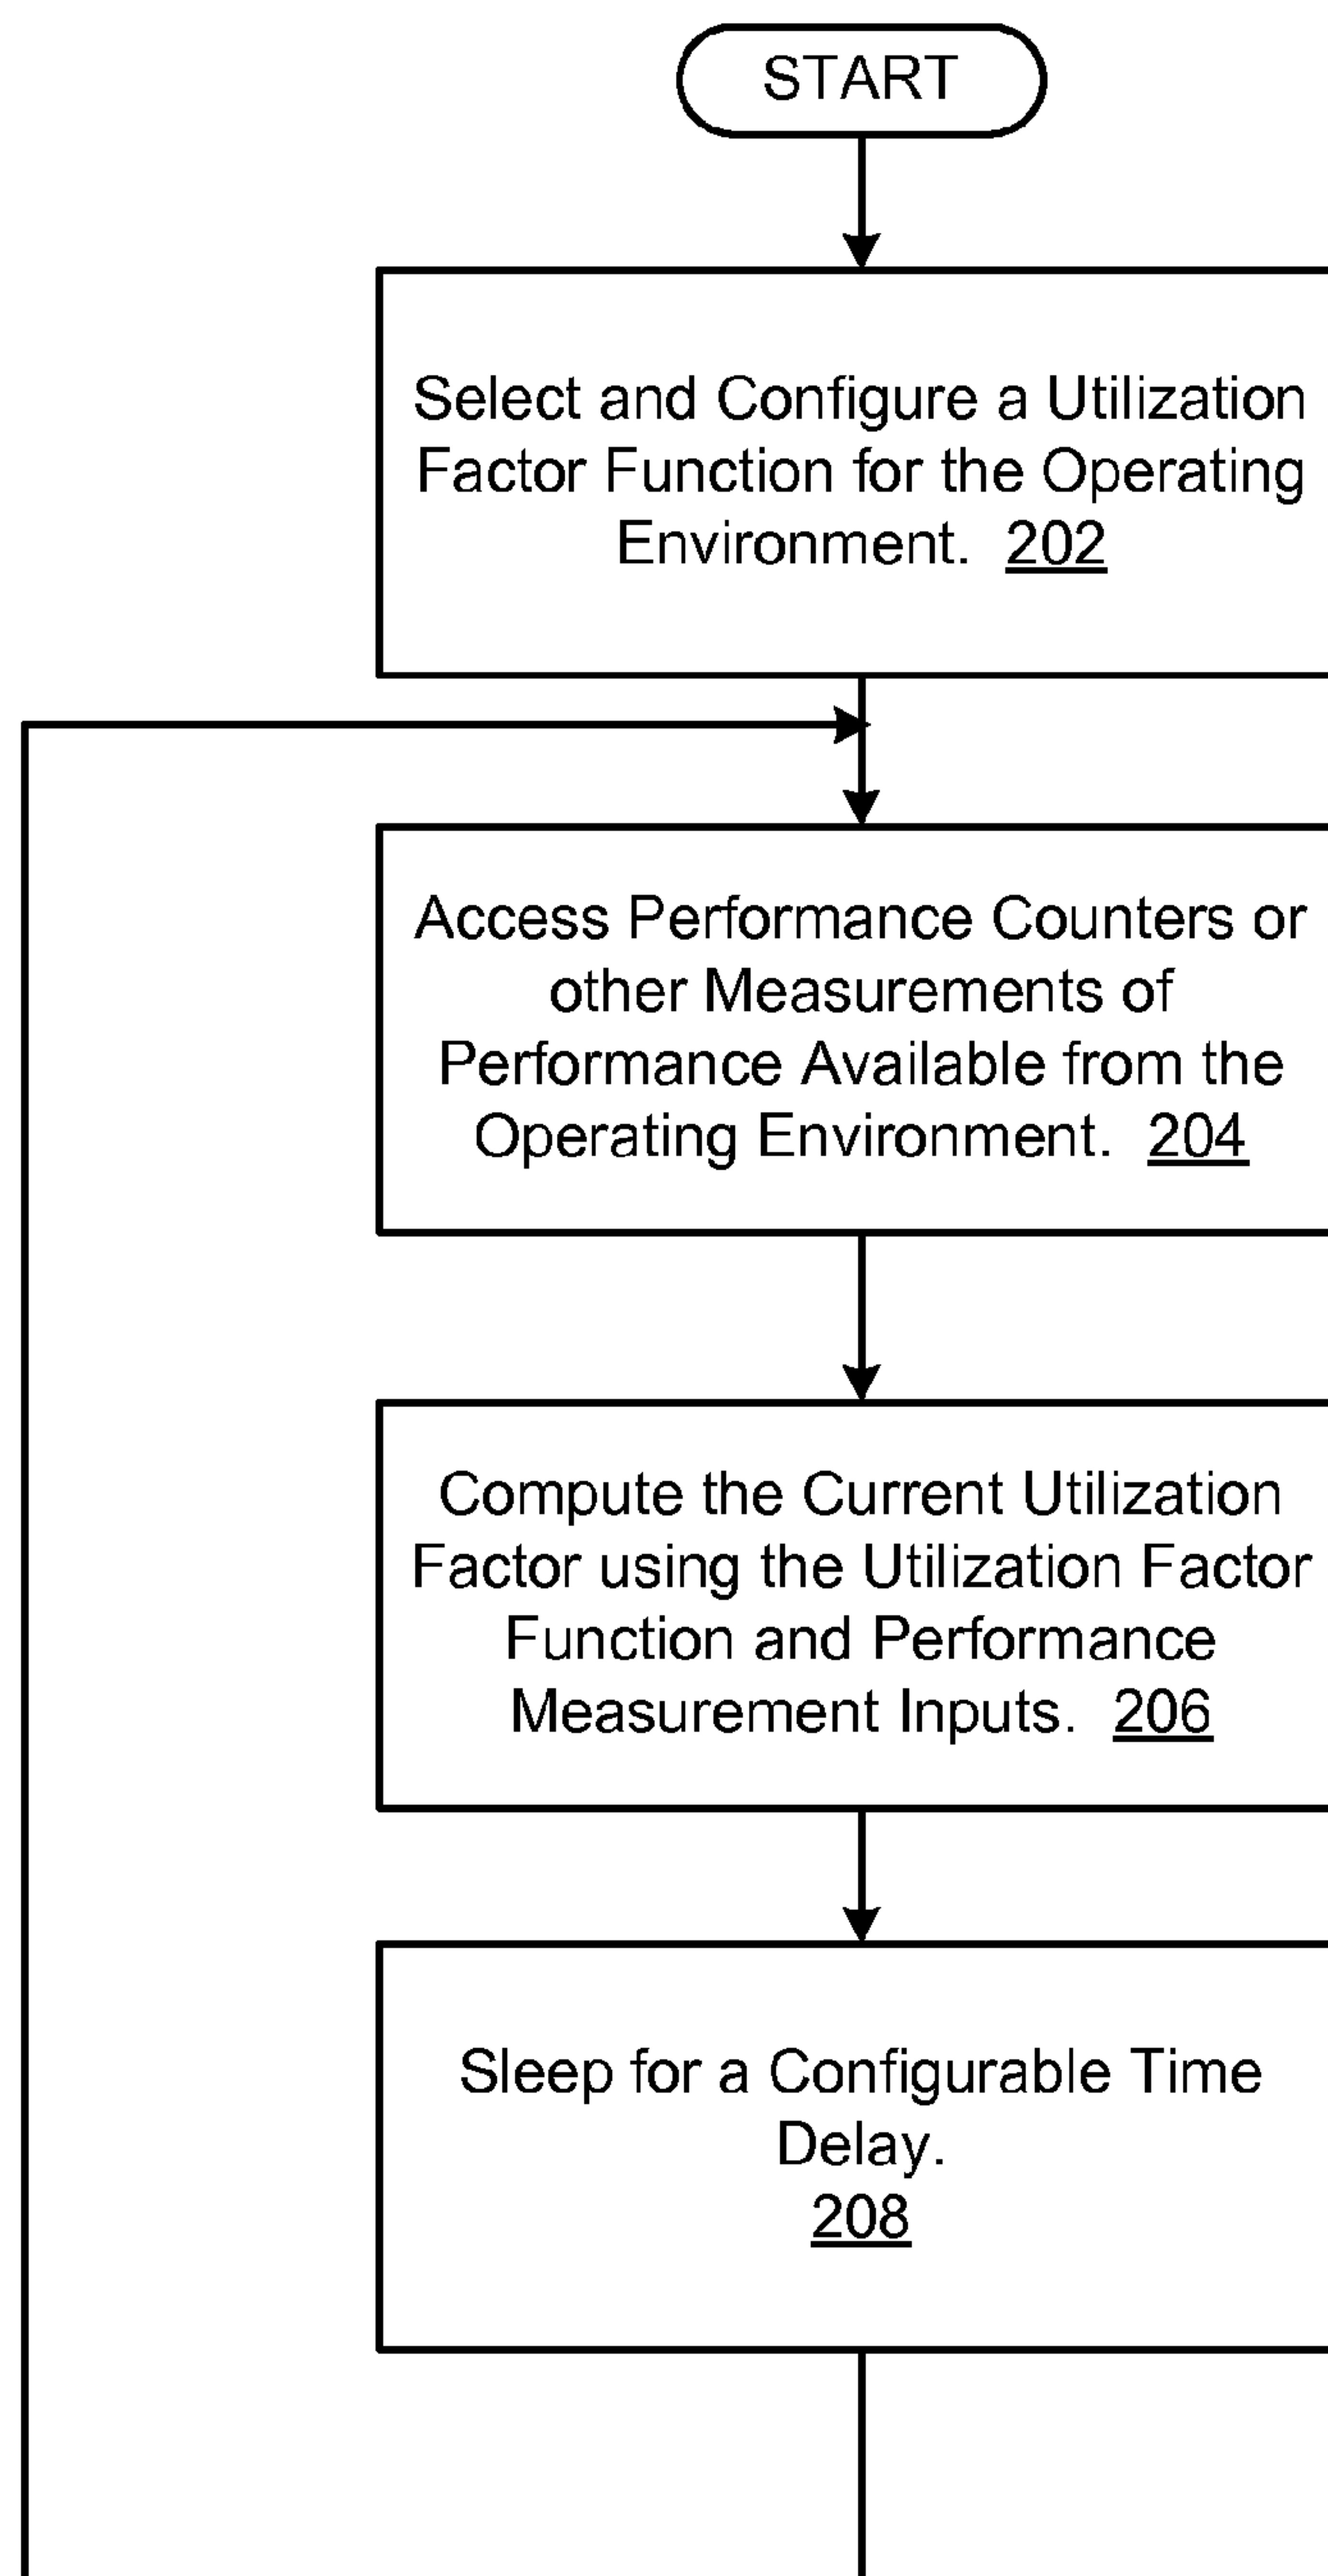 START
Select and Configure a Utilization
Factor Function for the Operating
Environment. 202
Access Performance Counters or
other Measurements of
Performance Available from the
Operating Environment. 204
Compute the Current Utilization
Factor using the Utilization Factor
Function and Performance
Measurement Inputs. 206
Sleep for a Configurable Time
Delay.
208